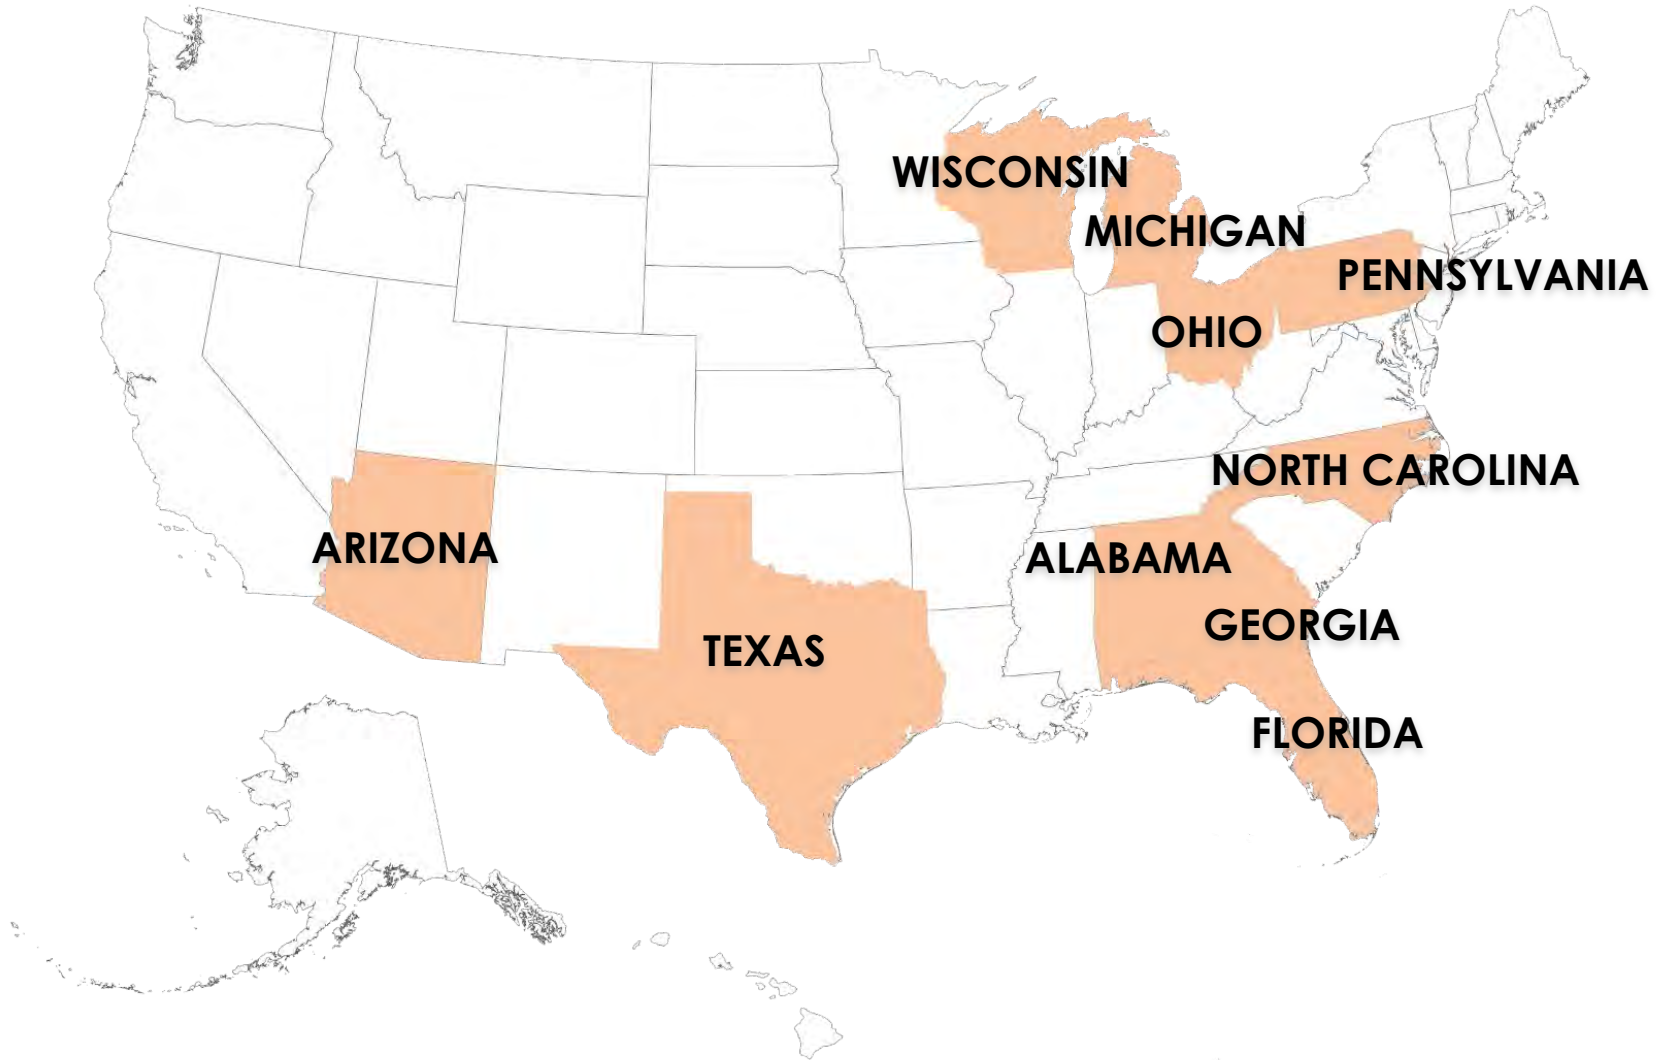 WISCONSIN
MICHIGAN
PENNSYLVANIA
OHIO
NORTH CAROLINA
ARIZONA
ALABAMA
GEORGIA
TEXAS
FLORIDA